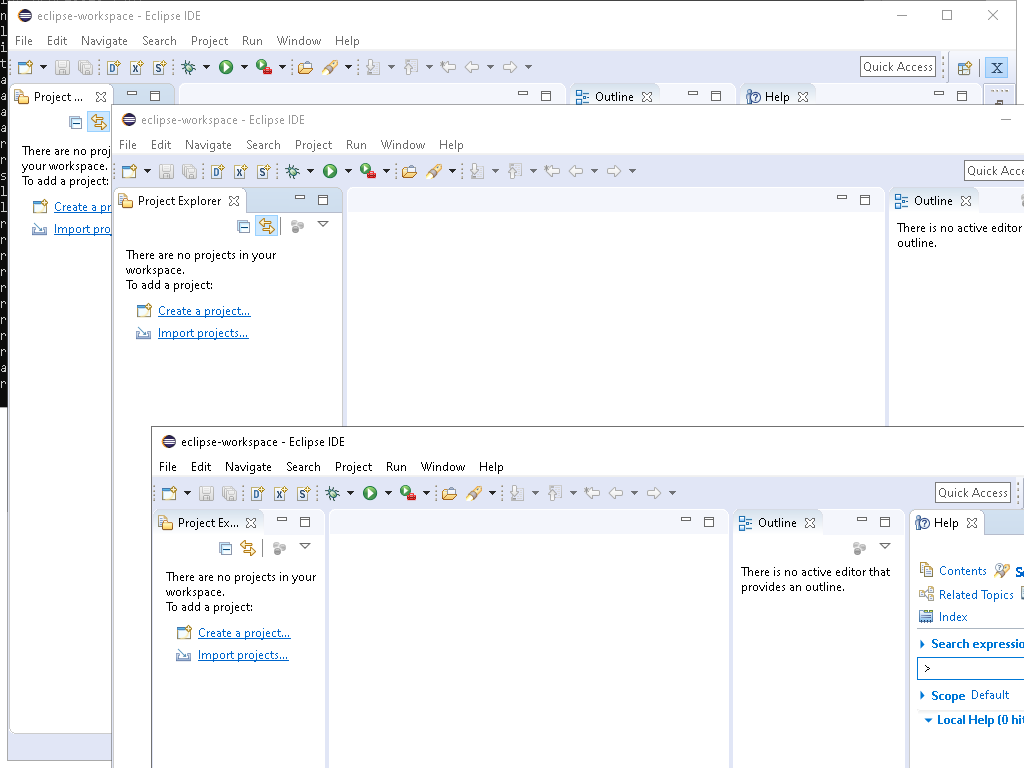 eclipse-workspace - Eclipse IDE
File Edit Navigate Search Project Run Window Help
Quick Access
Project ...
Outline
Help
There are no proj
your workspace.
To add a project:
Create a pr
Import proj
eclipse-workspace - Eclipse IDE
File Edit Navigate Search Project Run Window Help
Quick Acce
Project Explorer
Outline
There are no projects in your
workspace.
To add a project:
Create a project...
Import projects...
There is no active editor
outline.
eclipse-workspace - Eclipse IDE
File Edit Navigate Search Project Run Window Help
Quick Access
Project Ex...
Outline
Help
There are no projects in your
workspace.
To add a project:
Create a project...
Import projects...
There is no active editor that
provides an outline.
Contents
Related Topics
Index
Search expressio
>
Scope Default
Local Help (0 hit